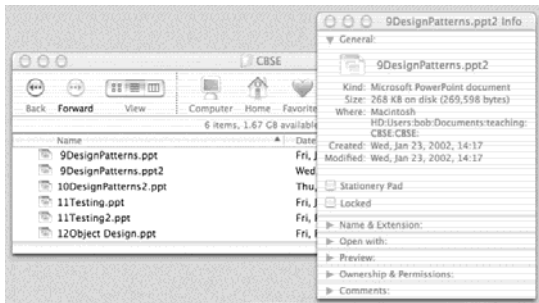 CBSE
Back Forward View Computer Home Favorite
6 items, 1.67 GB available
Name Date
9DesignPatterns.ppt Fri, J
9DesignPatterns.ppt2 Wed
10DesignPatterns2.ppt Thu,
11Testing.ppt Fri, J
11Testing2.ppt Fri, F
12Object Design.ppt Fri, F
9DesignPatterns.ppt2 Info
General:
9DesignPatterns.ppt2
Kind: Microsoft PowerPoint document
Size: 268 KB on disk (269,598 bytes)
Where: Macintosh
HD:Users:bob:Documents:teaching:
CBSE:CBSE:
Created: Wed, Jan 23, 2002, 14:17
Modified: Wed, Jan 23, 2002, 14:17
Stationery Pad
Locked
Name & Extension:
Open with:
Preview:
Ownership & Permissions:
Comments: